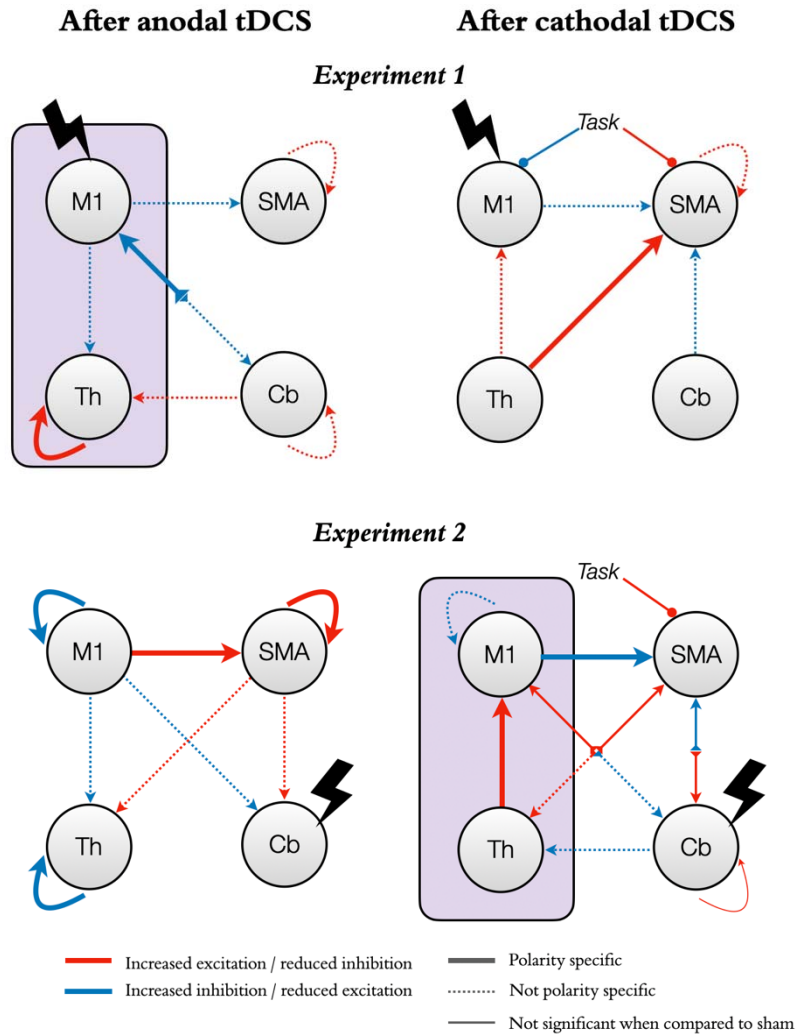 After anodal tDCS
After cathodal tDCS
Experiment 1
Task
M1
SMA
M1
SMA
Th
Cb
Th
Cb
Experiment 2
Task
M1
SMA
M1
SMA
Th
Cb
Th
Cb
Increased excitation / reduced inhibition
Polarity specific
Increased inhibition / reduced excitation
Not polarity specific
Not significant when compared to sham